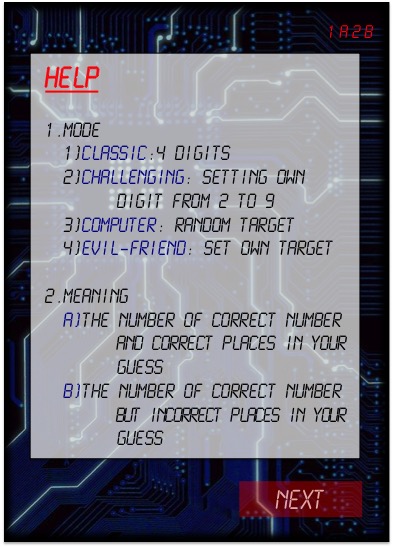 1A2B
HELP
1.MODE
1)CLASSIC:4 DIGITS
2)CHALLENGING: SETTING OWN
DIGIT FROM 2 TO 9
3)COMPUTER: RANDOM TARGET
4)EVIL-FRIEND: SET OWN TARGET
2.MEANING
A)THE NUMBER OF CORRECT NUMBER
AND CORRECT PLACES IN YOUR
GUESS
B)THE NUMBER OF CORRECT NUMBER
BUT INCORRECT PLACES IN YOUR
GUESS
NEXT